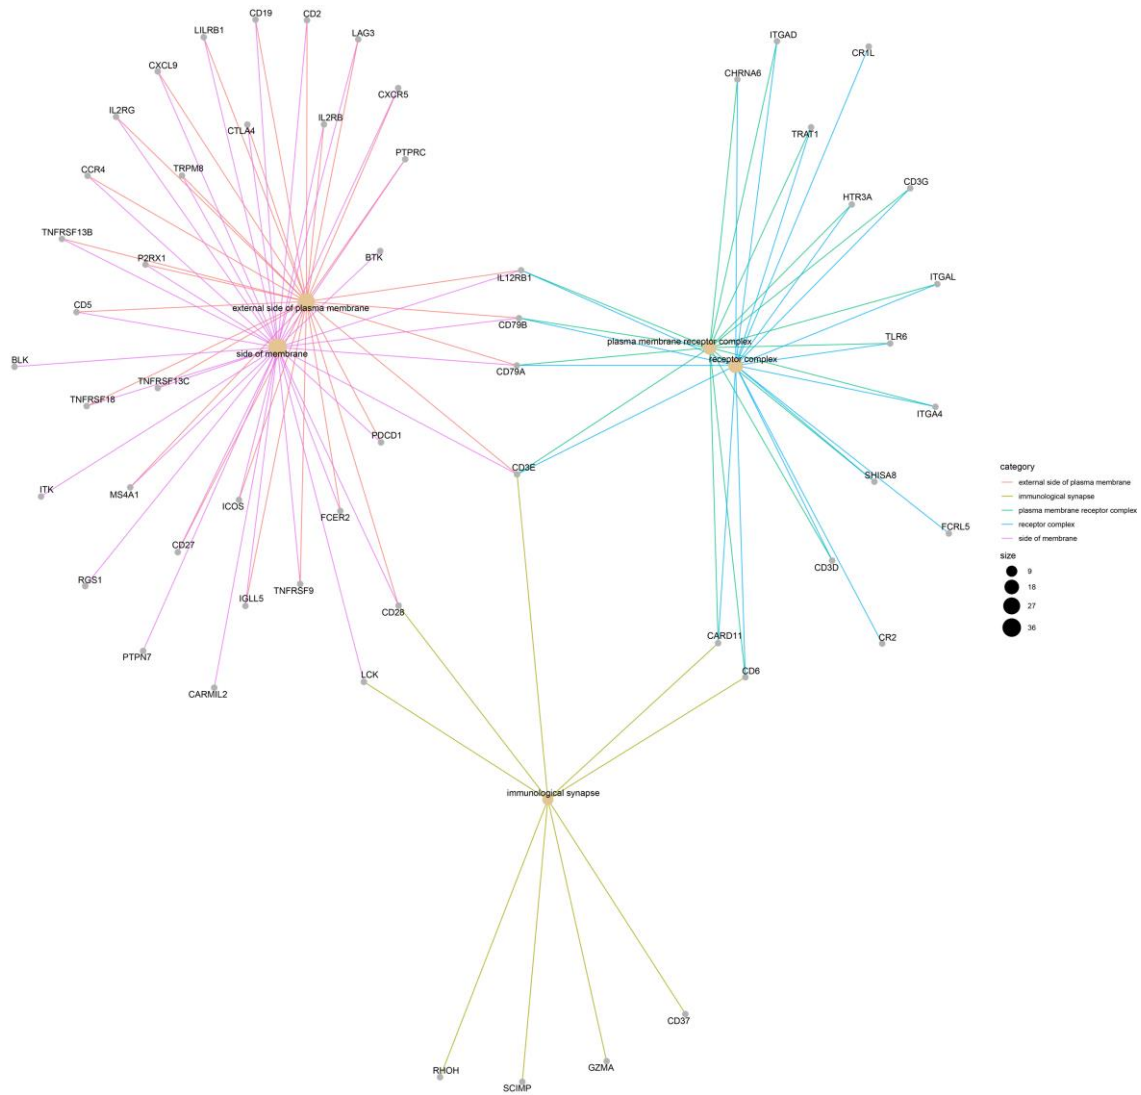 CD19
CD2
LILRB1
LAG3
ITGAD
CR1L
CXCL9
CHRNA6
CXCR5
IL2RG
CTLA4
IL2RB
TRAT1
PTPRC
CCR4
TRPM8
CD3G
HTR3A
TNFRSF13B
P2RX1
BTK
IL12RB1
ITGAL
CD5
external side of plasma membrane
CD79B
plasma membrane receptor complex
TLR6
side of membrane
receptor complex
BLK
CD79A
TNFRSF13C
TNFRSF18
ITGA4
PDCD1
CD3E
category
external side of plasma membrane
immunological synapse
plasma membrane receptor complex
receptor complex
side of membrane
size
9
18
27
36
SHISA8
ITK
MS4A1
ICOS
FCER2
FCRL5
CD27
CD3D
RGS1
IGLL5
TNFRSF9
CD28
CARD11
CR2
PTPN7
LCK
CD6
CARMIL2
immunological synapse
CD37
RHOH
GZMA
SCIMP